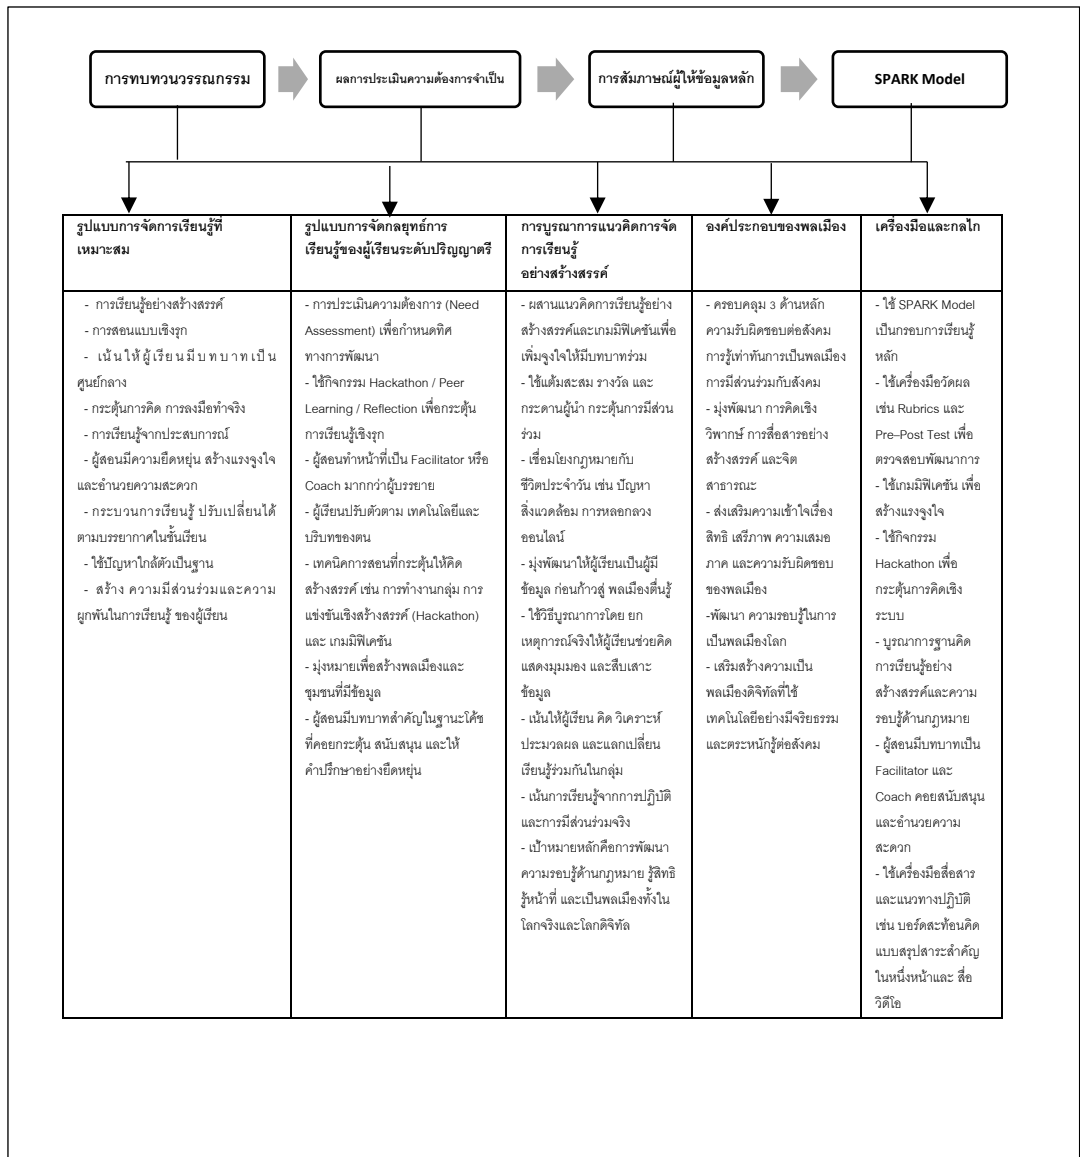 การทบทวนวรรณกรรม
ผลการประเมินความต้องการจำเป็น
การสัมภาษณ์ผู้ให้ข้อมูลหลัก
SPARK Model
รูปแบบการจัดการเรียนรู้ที่
เหมาะสม
- การเรียนรู้อย่างสร้างสรรค์
- การสอนแบบเชิงรุก
- เน้นให้ผู้เรียนมีบทบาทเป็น
ศูนย์กลาง
- กระตุ้นการคิด การลงมือทำจริง
- การเรียนรู้จากประสบการณ์
- ผู้สอนมีความยืดหยุ่น สร้างแรงจูงใจ
และอำนวยความสะดวก
- กระบวนการเรียนรู้ ปรับเปลี่ยนได้
ตามบรรยากาศในชั้นเรียน
- ใช้ปัญหาใกล้ตัวเป็นฐาน
- สร้าง ความมีส่วนร่วมและความ
ผูกพันในการเรียนรู้ ของผู้เรียน
รูปแบบการจัดกลยุทธ์การ
เรียนรู้ของผู้เรียนระดับปริญญาตรี
- การประเมินความต้องการ (Need
Assessment) เพื่อกำหนดทิศ
ทางการพัฒนา
- ใช้กิจกรรม Hackathon / Peer
Learning / Reflection เพื่อกระตุ้น
การเรียนรู้เชิงรุก
- ผู้สอนทำหน้าที่เป็น Facilitator หรือ
Coach มากกว่าผู้บรรยาย
- ผู้เรียนปรับตัวตาม เทคโนโลยีและ
บริบทของตน
- เทคนิคการสอนที่กระตุ้นให้คิด
สร้างสรรค์ เช่น การทำงานกลุ่ม การ
แข่งขันเชิงสร้างสรรค์ (Hackathon)
และ เกมมิฟิเคชัน
- มุ่งหมายเพื่อสร้างพลเมืองและ
ชุมชนที่มีข้อมูล
- ผู้สอนมีบทบาทสำคัญในฐานะโค้ช
ที่คอยกระตุ้น สนับสนุน และให้
คำปรึกษาอย่างยืดหยุ่น
การบูรณาการแนวคิดการจัด
การเรียนรู้
อย่างสร้างสรรค์
- ผสานแนวคิดการเรียนรู้อย่าง
สร้างสรรค์และเกมมิฟิเคชันเพื่อ
เพิ่มจูงใจให้มีบทบาทร่วม
- ใช้แต้มสะสม รางวัล และ
กระดานผู้นำ กระตุ้นการมีส่วน
ร่วม
- เชื่อมโยงกฎหมายกับ
ชีวิตประจำวัน เช่น ปัญหา
สิ่งแวดล้อม การหลอกลวง
ออนไลน์
- มุ่งพัฒนาให้ผู้เรียนเป็นผู้มี
ข้อมูล ก่อนก้าวสู่ พลเมืองตื่นรู้
- ใช้วิธีบูรณาการโดย ยก
เหตุการณ์จริงให้ผู้เรียนช่วยคิด
แสดงมุมมอง และสืบเสาะ
ข้อมูล
- เน้นให้ผู้เรียน คิด วิเคราะห์
ประมวลผล และแลกเปลี่ยน
เรียนรู้ร่วมกันในกลุ่ม
- เน้นการเรียนรู้จากการปฏิบัติ
และการมีส่วนร่วมจริง
- เป้าหมายหลักคือการพัฒนา
ความรอบรู้ด้านกฎหมาย รู้สิทธิ
รู้หน้าที่ และเป็นพลเมืองทั้งใน
โลกจริงและโลกดิจิทัล
องค์ประกอบของพลเมือง
- ครอบคลุม 3 ด้านหลัก
ความรับผิดชอบต่อสังคม
การรู้เท่าทันการเป็นพลเมือง
การมีส่วนร่วมกับสังคม
- มุ่งพัฒนา การคิดเชิง
วิพากษ์ การสื่อสารอย่าง
สร้างสรรค์ และจิต
สาธารณะ
- ส่งเสริมความเข้าใจเรื่อง
สิทธิ เสรีภาพ ความเสมอ
ภาค และความรับผิดชอบ
ของพลเมือง
-พัฒนา ความรอบรู้ในการ
เป็นพลเมืองโลก
- เสริมสร้างความเป็น
พลเมืองดิจิทัลที่ใช้
เทคโนโลยีอย่างมีจริยธรรม
และตระหนักรู้ต่อสังคม
เครื่องมือและกลไก
- ใช้ SPARK Model
เป็นกรอบการเรียนรู้
หลัก
- ใช้เครื่องมือวัดผล
เช่น Rubrics และ
Pre–Post Test เพื่อ
ตรวจสอบพัฒนาการ
- ใช้เกมมิฟิเคชัน เพื่อ
สร้างแรงจูงใจ
- ใช้กิจกรรม
Hackathon เพื่อ
กระตุ้นการคิดเชิง
ระบบ
- บูรณาการฐานคิด
การเรียนรู้อย่าง
สร้างสรรค์และความ
รอบรู้ด้านกฎหมาย
- ผู้สอนมีบทบาทเป็น
Facilitator และ
Coach คอยสนับสนุน
และอำนวยความ
สะดวก
- ใช้เครื่องมือสื่อสาร
และแนวทางปฏิบัติ
เช่น บอร์ดสะท้อนคิด
แบบสรุปสาระสำคัญ
ในหนึ่งหน้าและ สื่อ
วิดีโอ